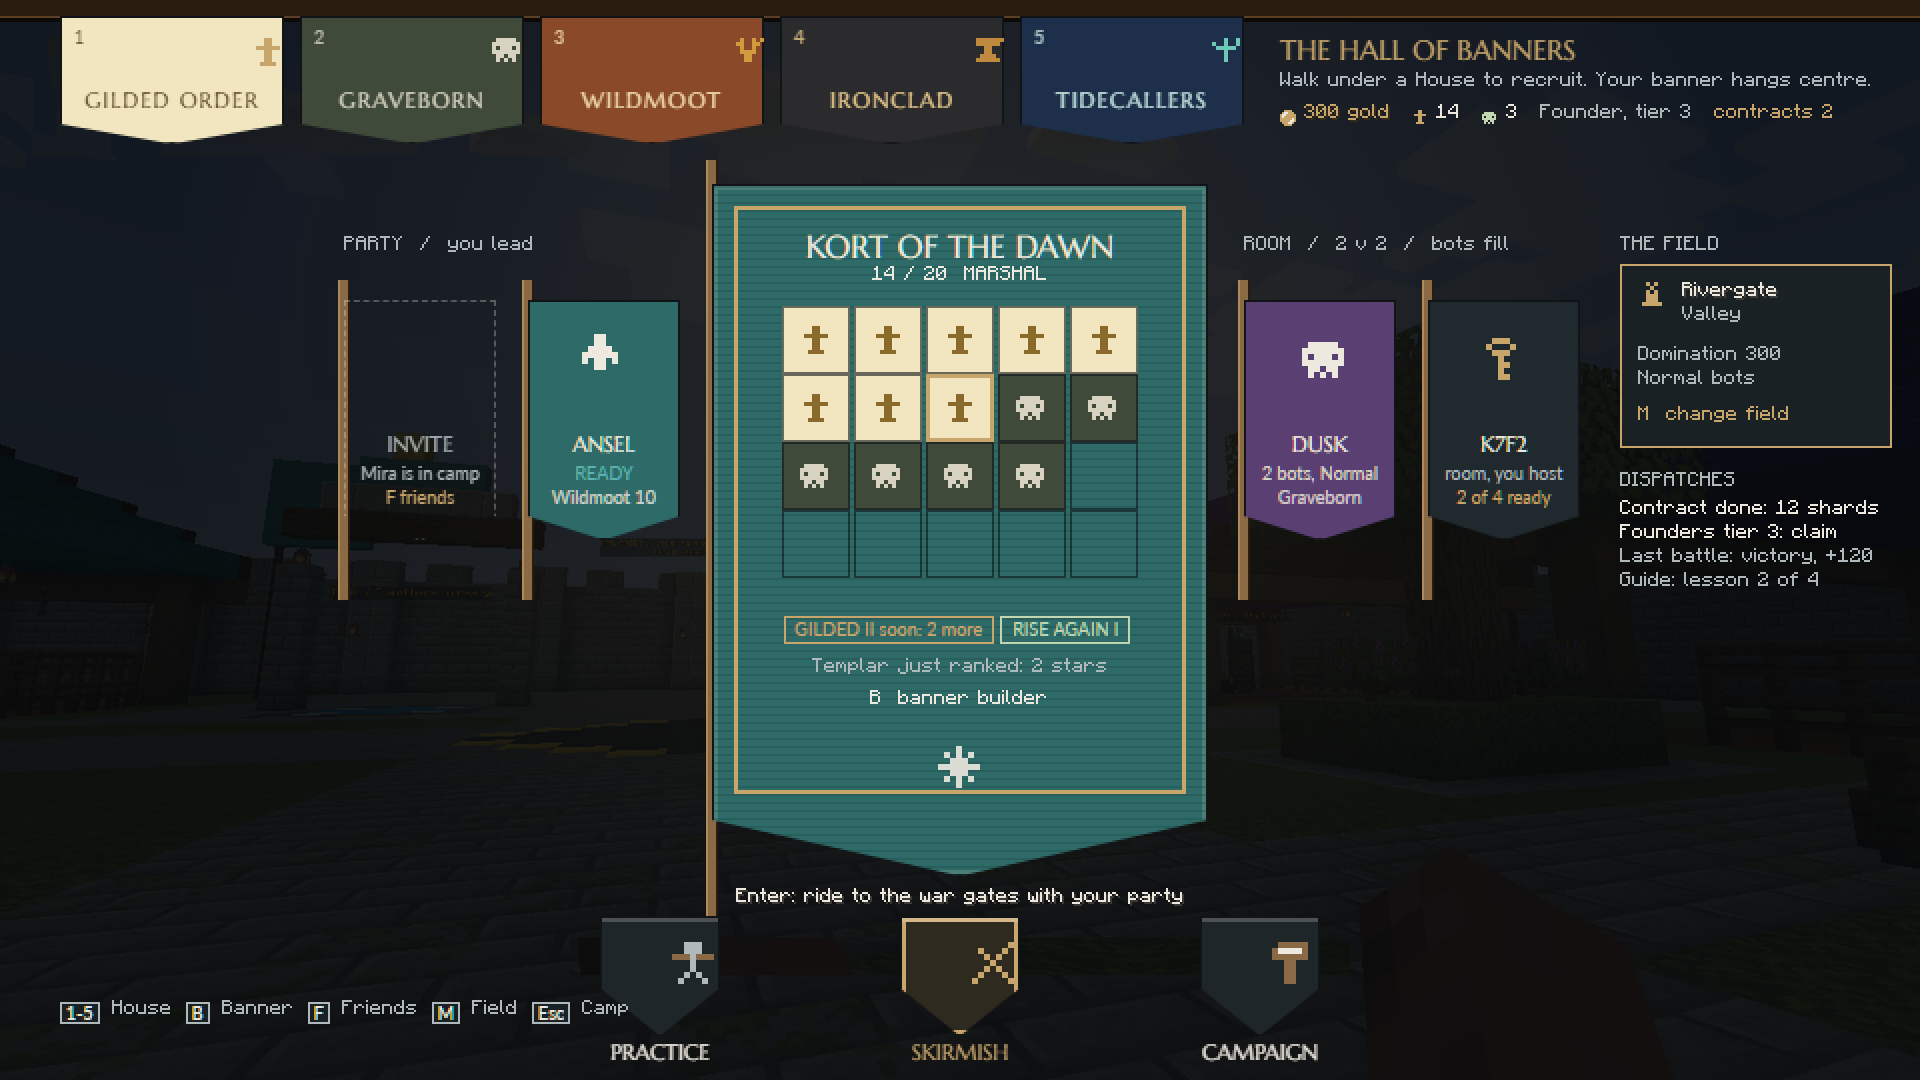 1
GILDED ORDER
2
GRAVEBORN
3
WILDMOOT
4
IRONCLAD
5
TIDECALLERS
THE HALL OF BANNERS
Walk under a House to recruit. Your banner hangs centre.
300 gold 14 3 Founder, tier 3 contracts 2
PARTY / you lead
INVITE
Mira is in camp
F friends
ANSEL
READY
Wildmoot 10
KORT OF THE DAWN
14 / 20 MARSHAL
GILDED II soon: 2 more
RISE AGAIN I
Templar just ranked: 2 stars
B banner builder
ROOM / 2 v 2 / bots fill
DUSK
2 bots, Normal
Graveborn
K7F2
room, you host
2 of 4 ready
THE FIELD
Rivergate
Valley
Domination 300
Normal bots
M change field
DISPATCHES
Contract done: 12 shards
Founders tier 3: claim
Last battle: victory, +120
Guide: lesson 2 of 4
Enter: ride to the war gates with your party
1-5 House B Banner F Friends M Field Esc Camp
PRACTICE
SKIRMISH
CAMPAIGN